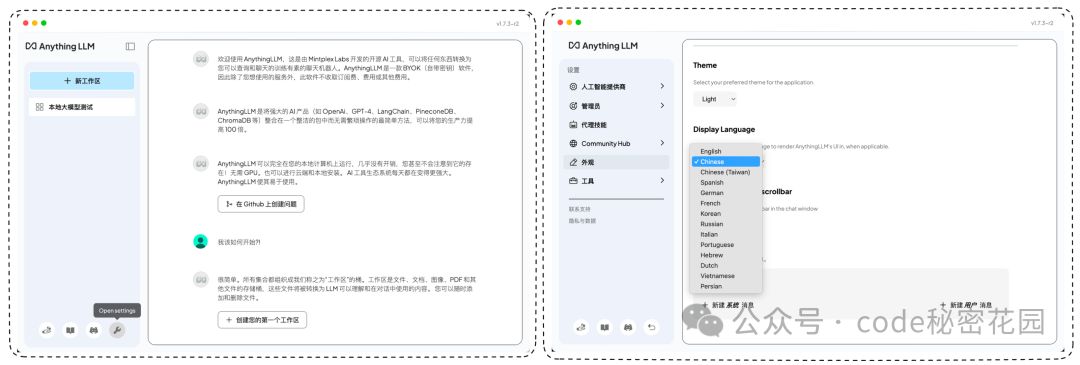 v1.7.3-r2
Anything LLM
+ 新工作区
本地大模型测试
欢迎使用 AnythingLLM，这是由 Mintplex Labs 开发的开源 AI 工具，可以将任何东西转换为
您可以查询和聊天的训练有素的聊天机器人。AnythingLLM 是一款 BYOK（自带密钥）软件，
因此除了您想使用的服务外，此软件不收取订阅费、费用或其他费用。
AnythingLLM 是将强大的 AI 产品（如 OpenAi、GPT-4、LangChain、PineconeDB、
ChromaDB 等）整合在一个整洁的包中而无需繁琐操作的最简单方法，可以将您的生产力提
高 100 倍。
AnythingLLM 可以完全在您的本地计算机上运行，几乎没有开销，您甚至不会注意到它的存
在！无需 GPU。也可以进行云端和本地安装。 AI 工具生态系统每天都在变得更强大。
AnythingLLM 使其易于使用。
在 Github 上创建问题
我该如何开始?!
很简单。所有集合都组织成我们称之为“工作区”的桶。工作区是文件、文档、图像、PDF 和其
他文件的存储桶，这些文件将被转换为 LLM 可以理解和在对话中使用的内容。 您可以随时添
加和删除文件。
+ 创建您的第一个工作区
Open settings
v1.7.3-r2
Anything LLM
设置
人工智能提供商
管理员
代理技能
Community Hub
外观
工具
联系支持
隐私与数据
Theme
Select your preferred theme for the application.
Light
Display Language
ge to render AnythingLLM's UI in, when applicable.
English
✓ Chinese
Chinese (Taiwan)
Spanish
German
French
Korean
Russian
Italian
Portuguese
Hebrew
Dutch
Vietnamese
Persian
scrollbar
bar in the chat window
+ 新建 系统 消息
+ 新建 用户 消息
公众号 · code秘密花园